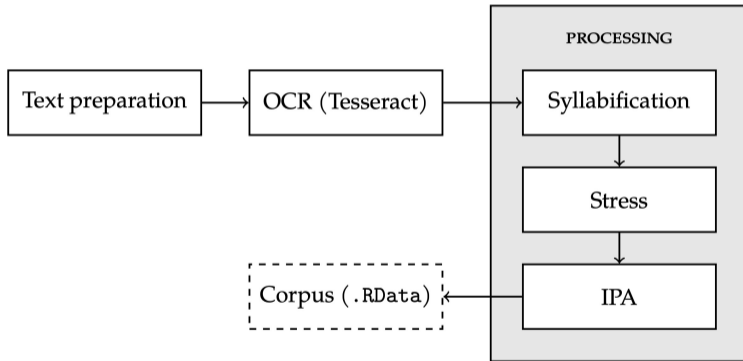 PROCESSING
Text preparation
OCR (Tesseract)
Syllabification
Stress
IPA
Corpus (.RData)